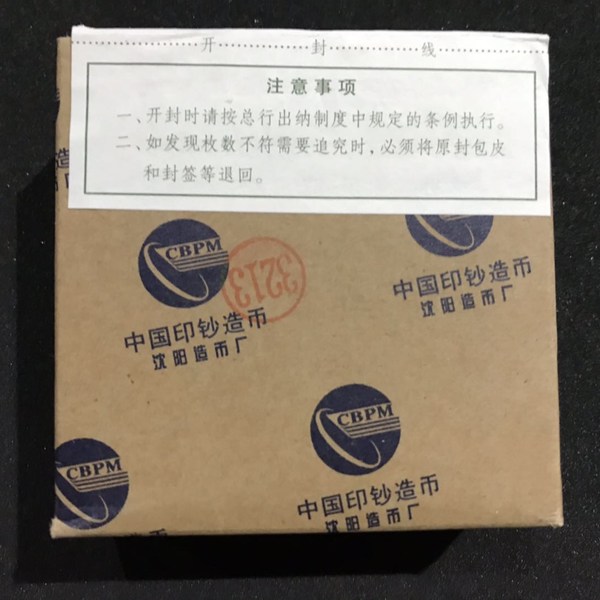 开封线
注意事项
一、开封时请按总行出纳制度中规定的条例执行。
二、如发现枚数不符需要追究时，必须将原封包皮
和封签等退回。
造
厂
CBPM
3213
中国印钞造币
沈阳造币厂
中国印钞造币
沈阳造币厂
CBPM
中国印钞造币
沈阳造币厂
CBPM
造币